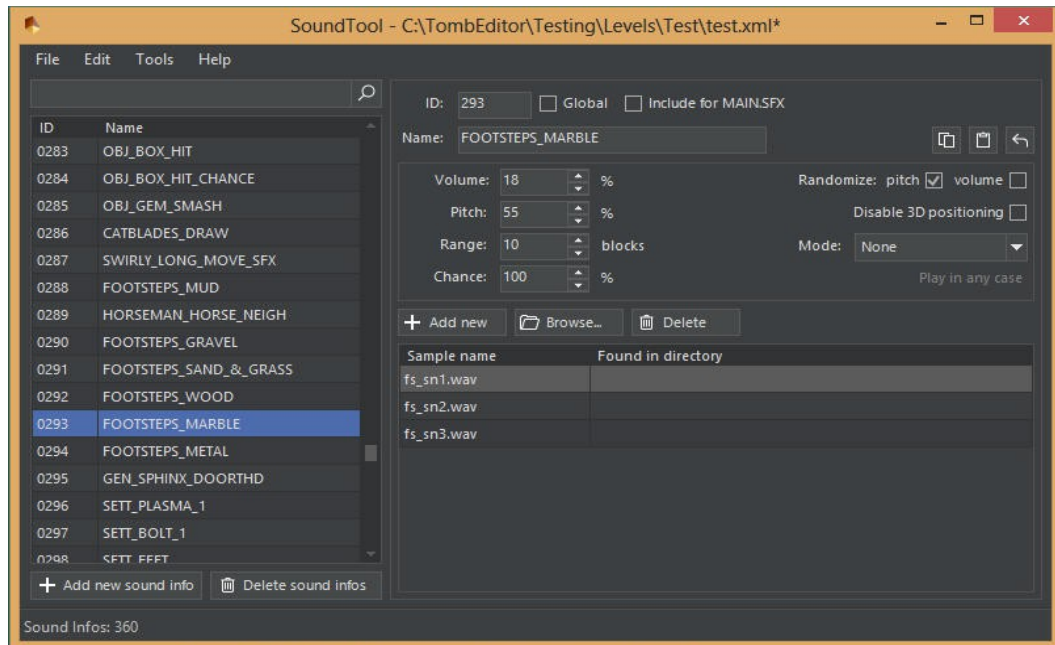 SoundTool - C:\TombEditor\Testing\Levels\Test\test.xml*
File Edit Tools Help
ID Name
0283 OBJ_BOX_HIT
0284 OBJ_BOX_HIT_CHANCE
0285 OBJ_GEM_SMASH
0286 CATBLADES_DRAW
0287 SWIRLY_LONG_MOVE_SFX
0288 FOOTSTEPS_MUD
0289 HORSEMAN_HORSE_NEIGH
0290 FOOTSTEPS_GRAVEL
0291 FOOTSTEPS_SAND_&_GRASS
0292 FOOTSTEPS_WOOD
0293 FOOTSTEPS_MARBLE
0294 FOOTSTEPS_METAL
0295 GEN_SPHINX_DOORTHD
0296 SETT_PLASMA_1
0297 SETT_BOLT_1
0298 SETT_FEET
Add new sound info Delete sound infos
ID: 293 Global Include for MAIN.SFX
Name: FOOTSTEPS_MARBLE
Volume: 18 % Randomize: pitch volume
Pitch: 55 % Disable 3D positioning
Range: 10 blocks Mode: None
Chance: 100 % Play in any case
Add new Browse... Delete
Sample name Found in directory
fs_sn1.wav
fs_sn2.wav
fs_sn3.wav
Sound Infos: 360